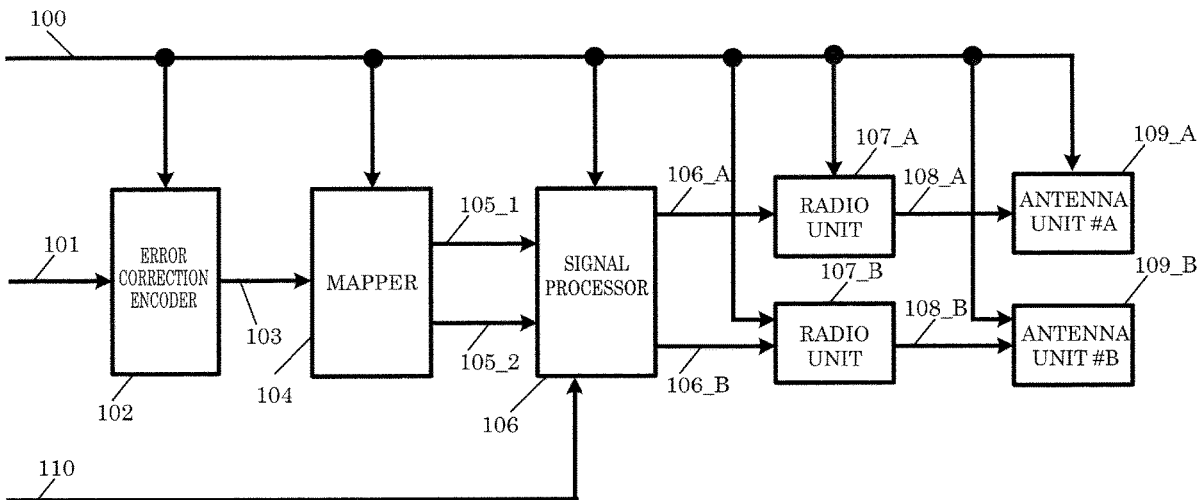 100
107_A
109_A
106_A
108_A
105_1
RADIO
UNIT
ANTENNA
UNIT #A
101
ERROR
CORRECTION
ENCODER
MAPPER
SIGNAL
PROCESSOR
107_B
109_B
103
108_B
105_2
RADIO
UNIT
ANTENNA
UNIT #B
102
104
106
106_B
110